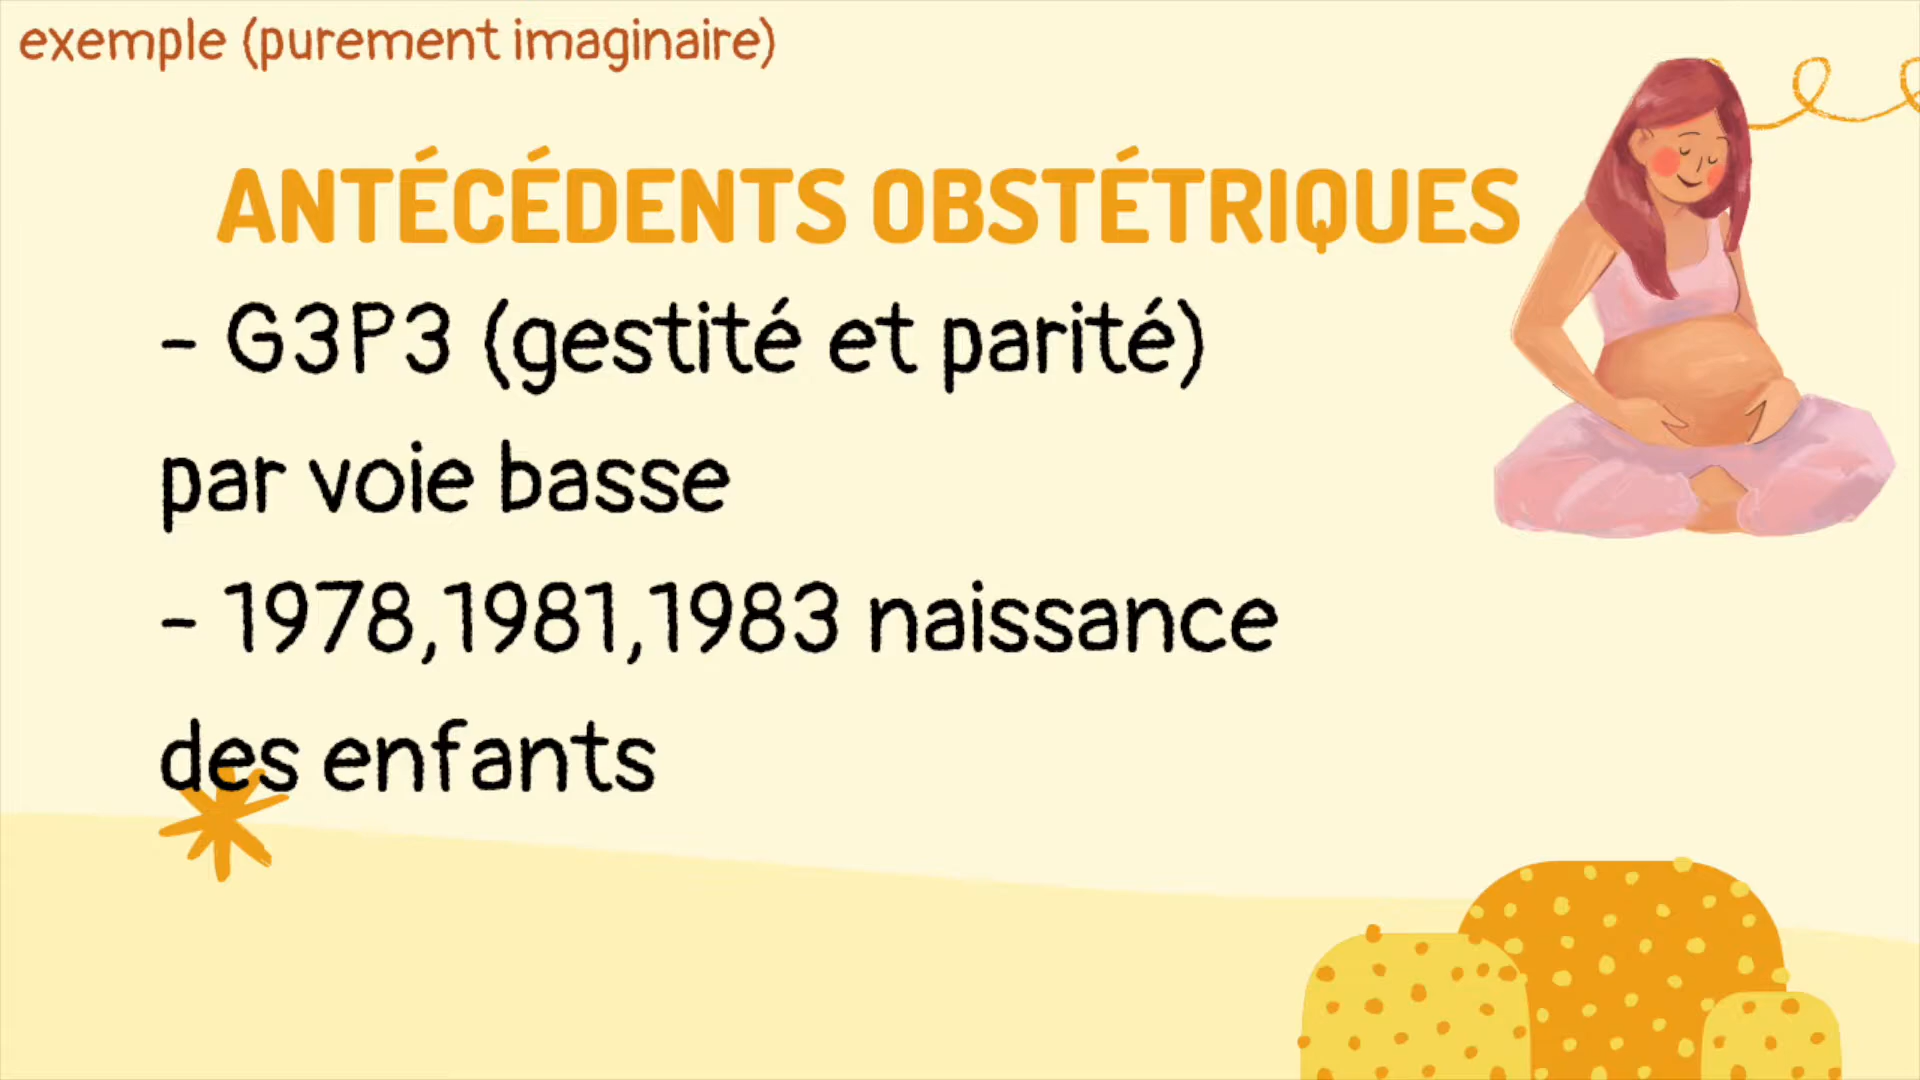 exemple (purement imaginaire)
ANTÉCÉDENTS OBSTÉTRIQUES
- G3P3 (gestité et parité)
par voie basse
- 1978,1981,1983 naissance
des enfants